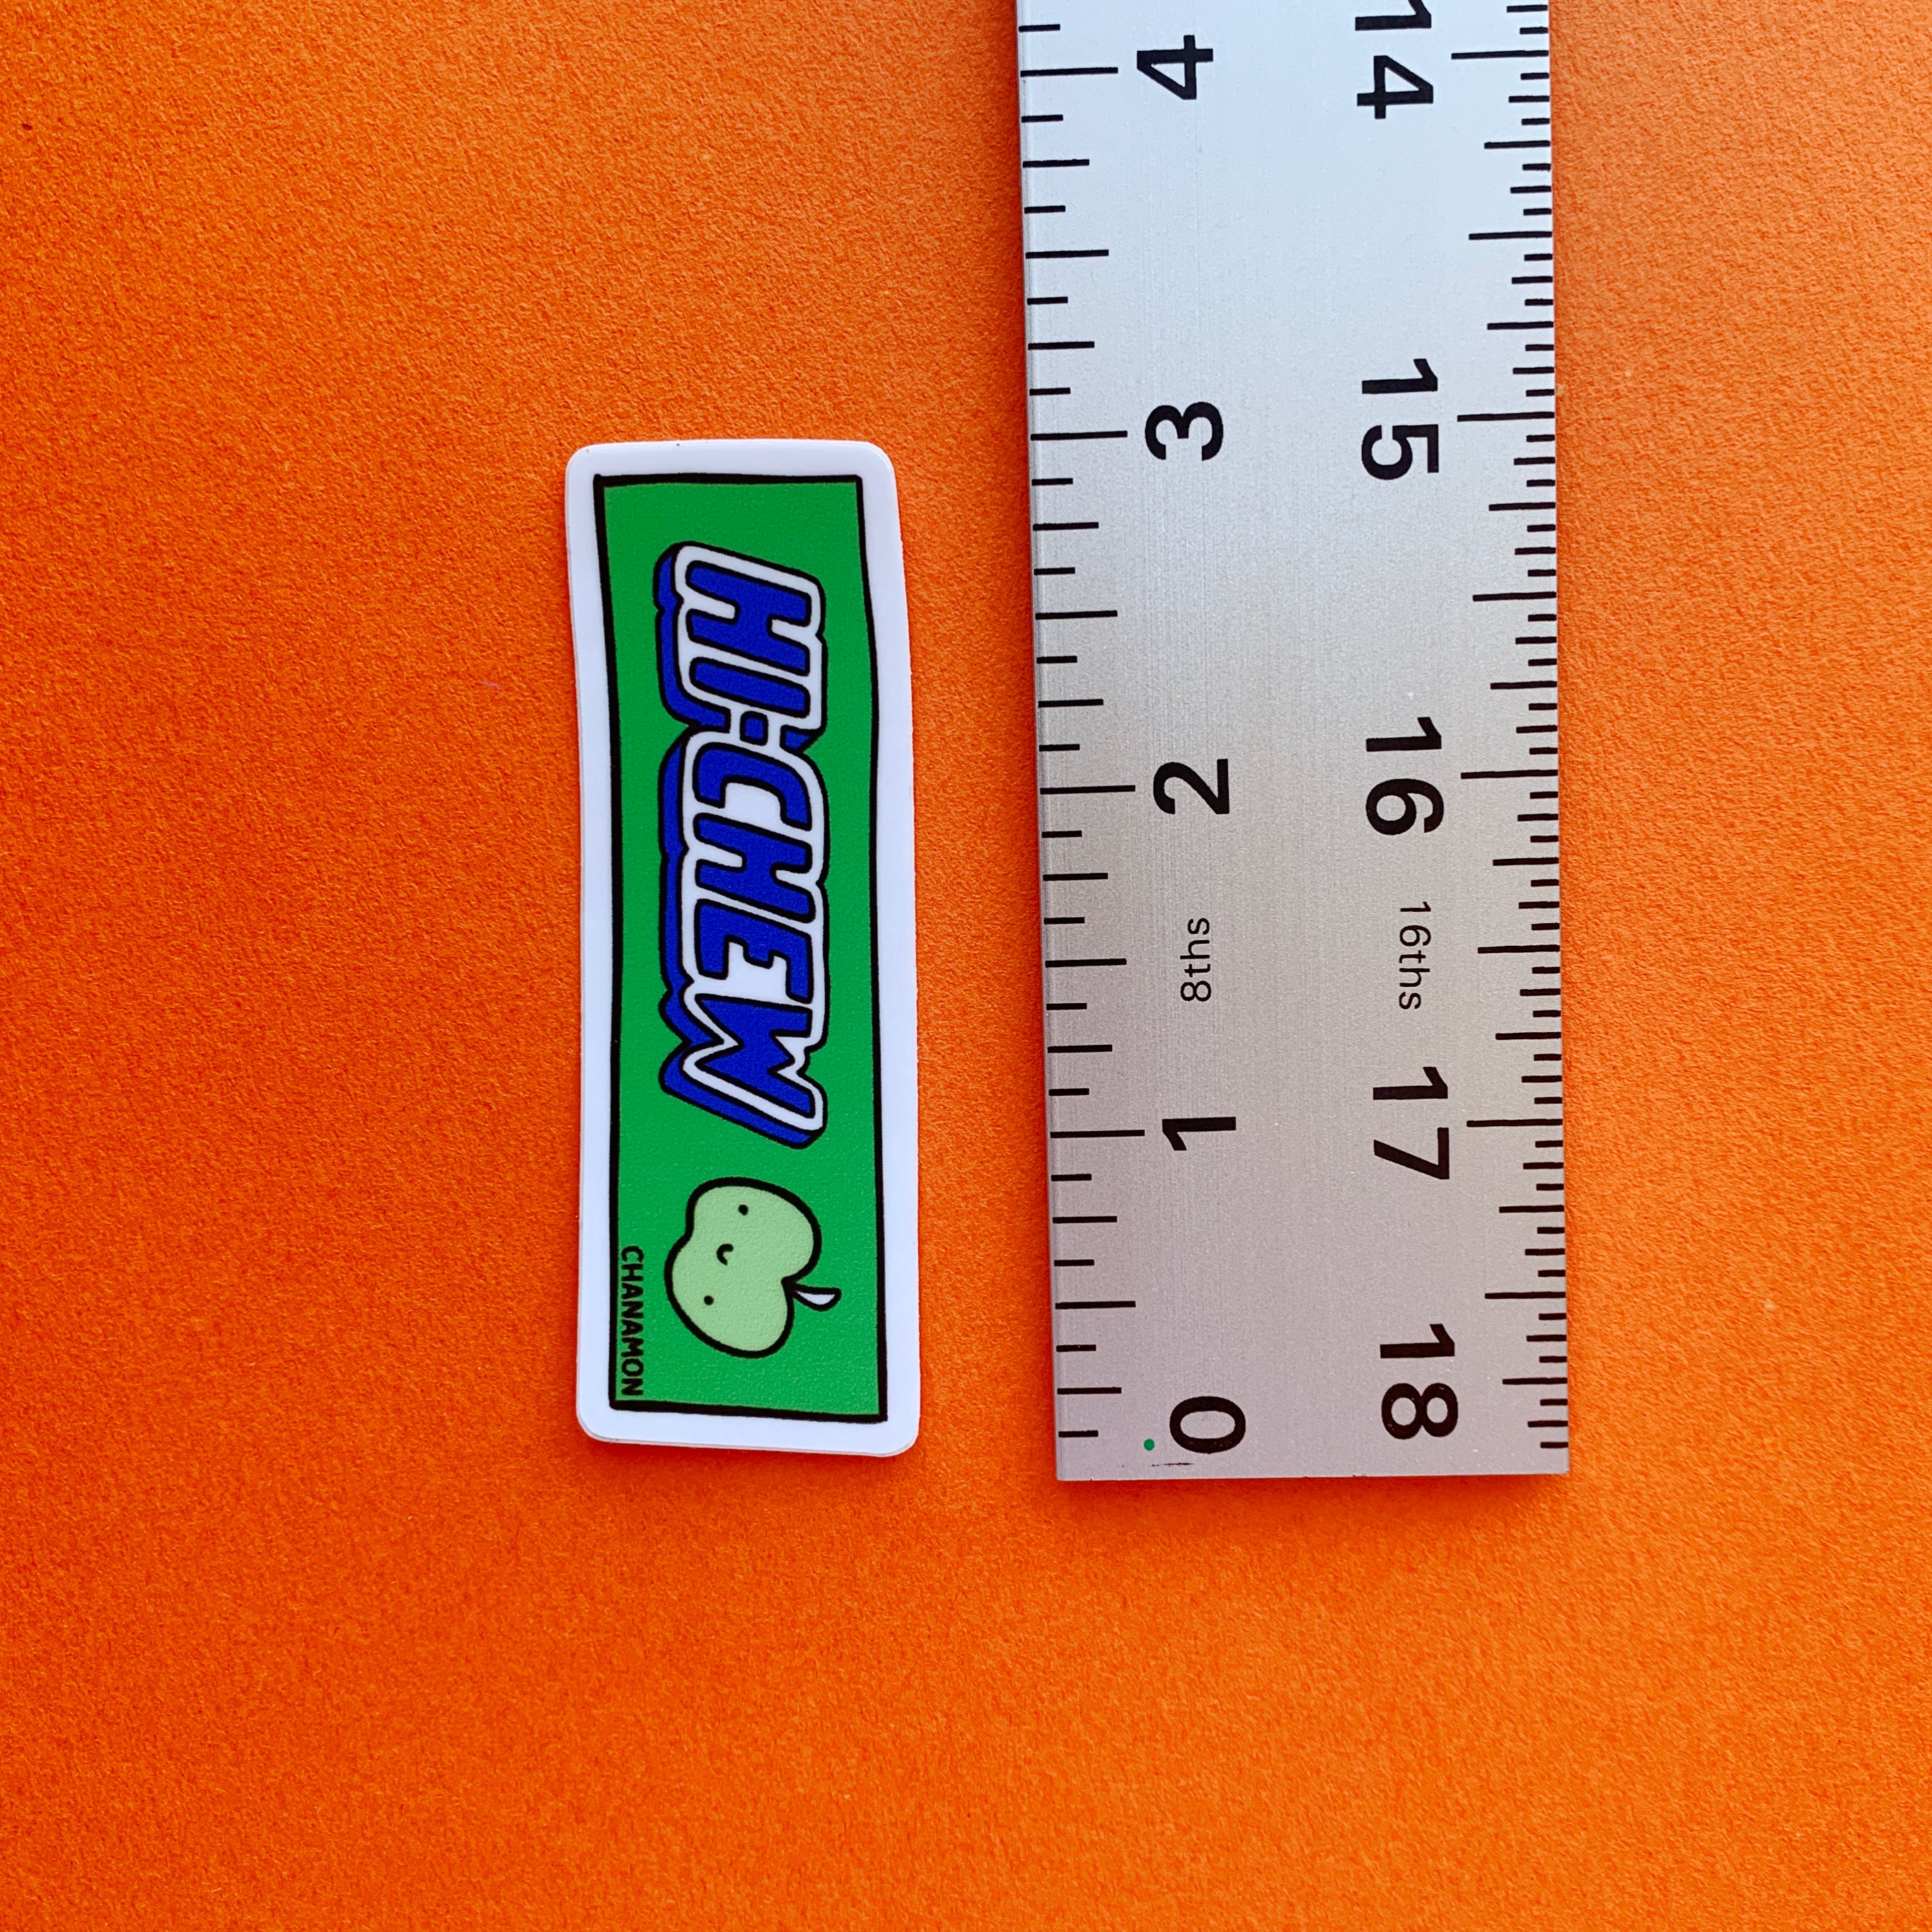 HI-CHEW
CHANAMON
4
3
2
1
0
8ths
14
15
16
17
18
16ths